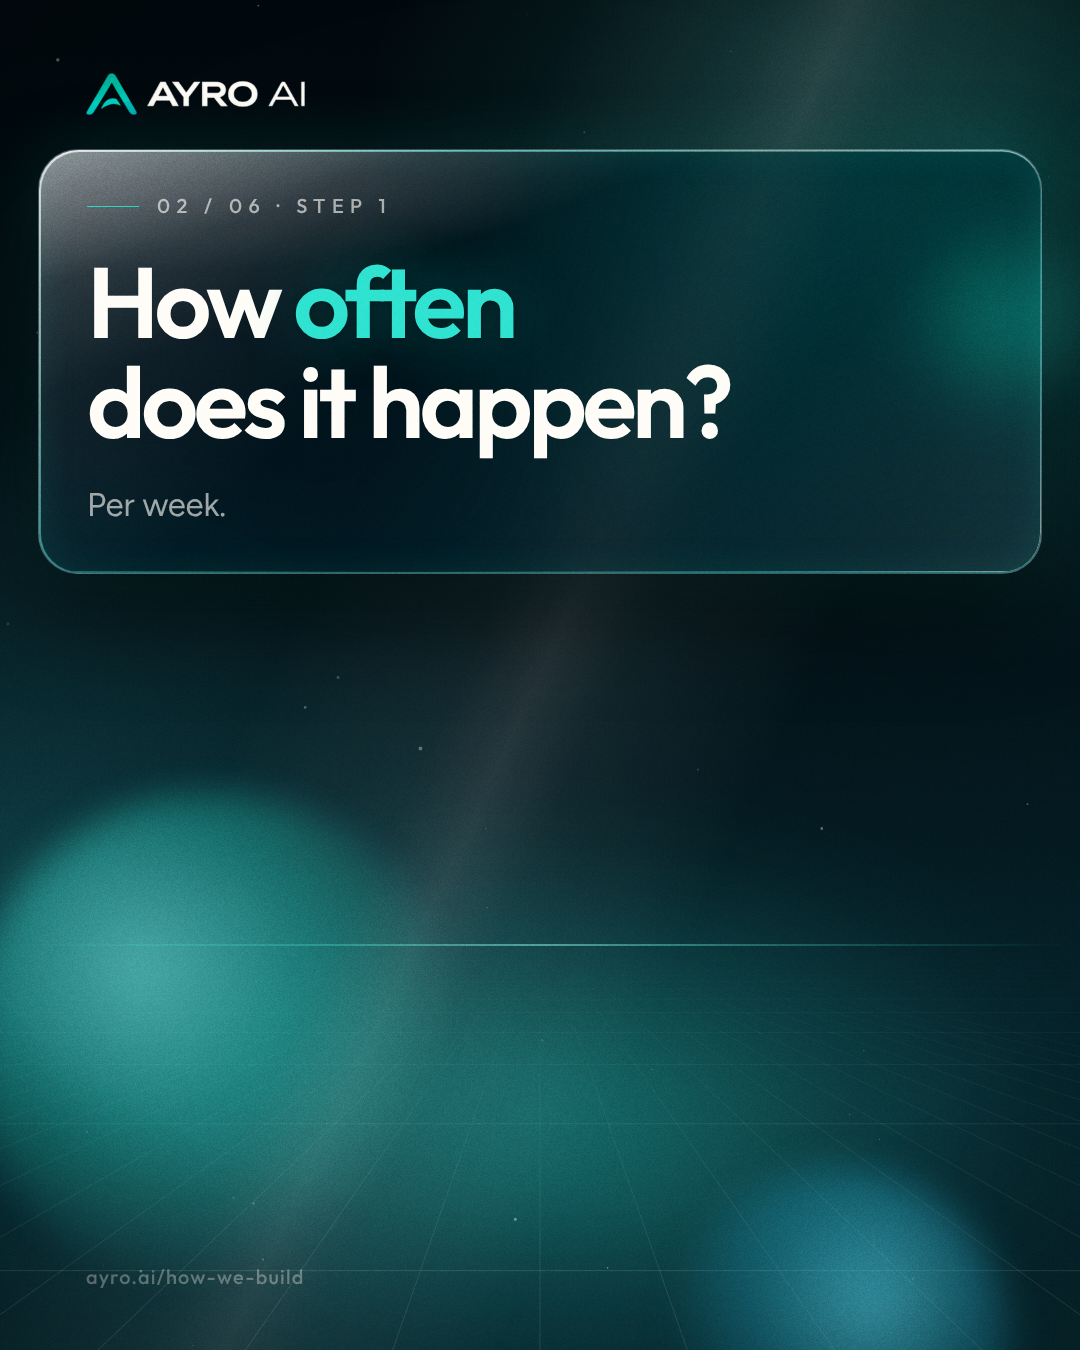 AYRO AI
02 / 06 · STEP 1
How often
does it happen?
Per week.
ayro.ai/how-we-build